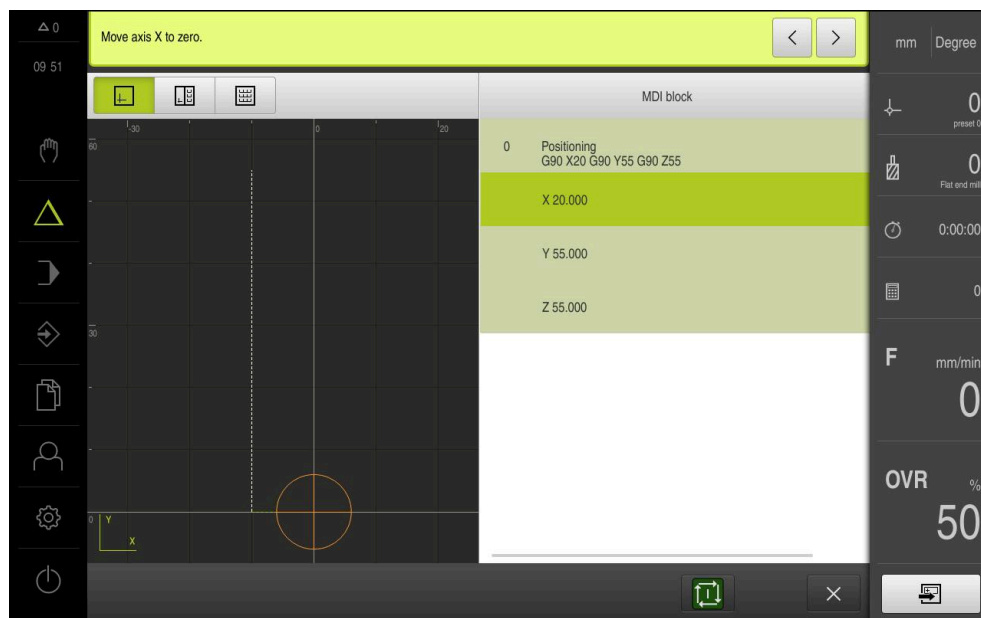 0
09 51
Move axis X to zero.
mm Degree
MDI block
-30 0 20
60
30
0
Y
X
0 Positioning
G90 X20 G90 Y55 G90 Z55
X 20.000
Y 55.000
Z 55.000
0
preset 0
0
Flat end mill
0:00:00
0
F mm/min
0
OVR %
50